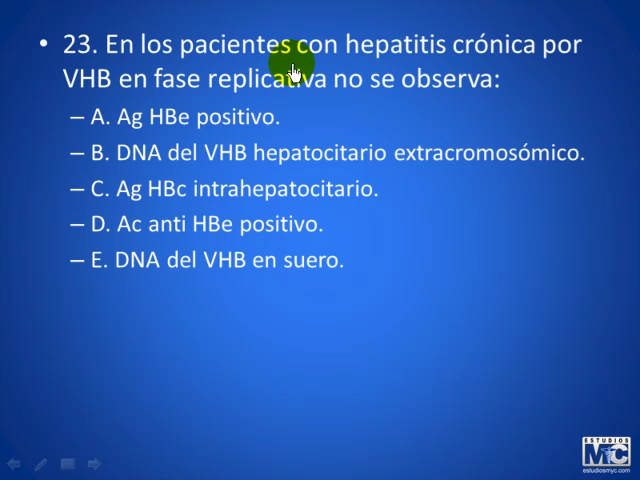 • 23. En los pacientes con hepatitis crónica por
VHB en fase replicativa no se observa:
– A. Ag HBe positivo.
– B. DNA del VHB hepatocitario extracromosómico.
– C. Ag HBc intrahepatocitario.
– D. Ac anti HBe positivo.
– E. DNA del VHB en suero.
ESTUDIOS
MyC
estudiosmyc.com